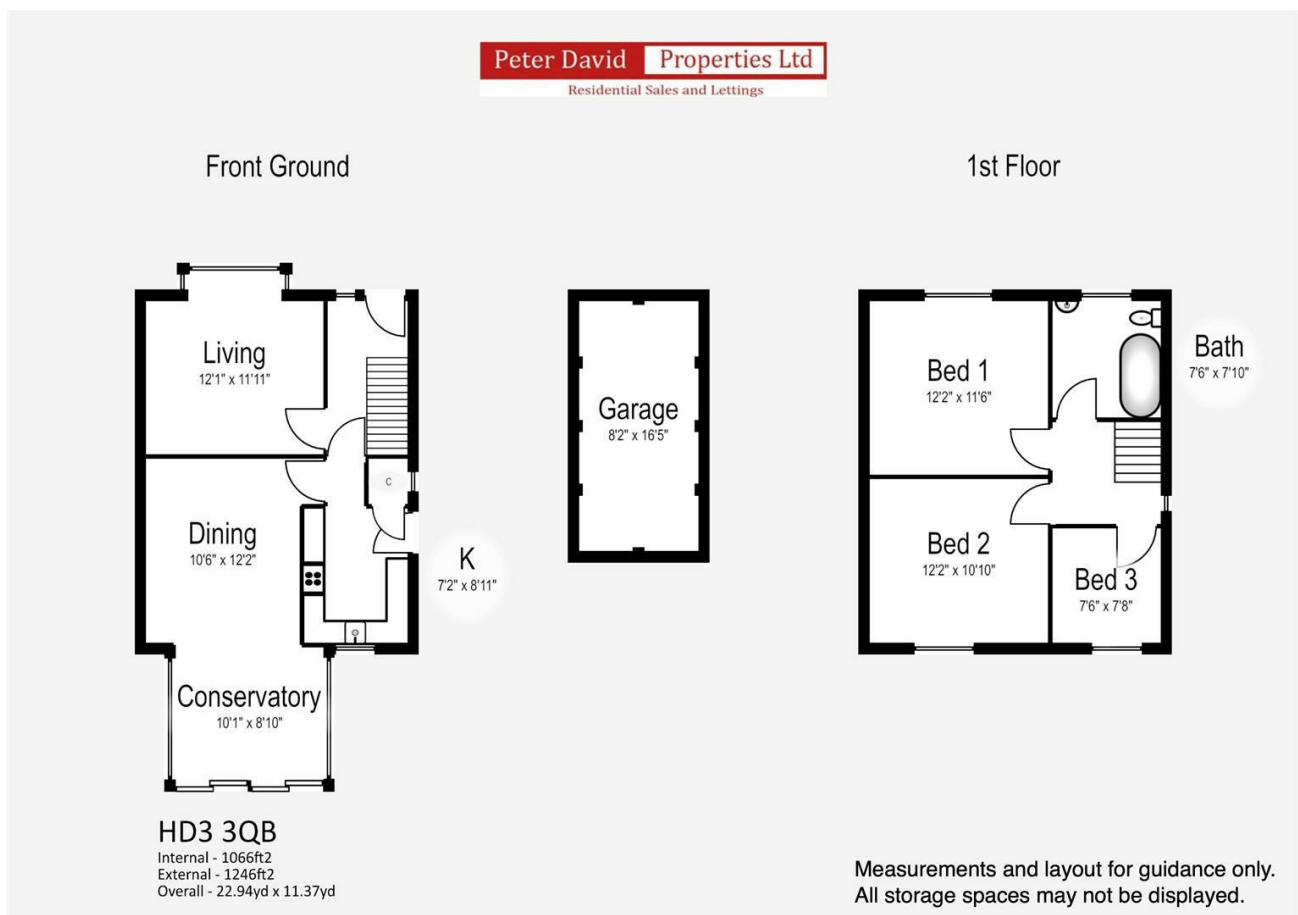 Peter David Properties Ltd
Residential Sales and Lettings
Front Ground
1st Floor
Living
12'1" x 11'11"
C
Dining
10'6" x 12'2"
K
7'2" x 8'11"
Conservatory
10'1" x 8'10"
Garage
8'2" x 16'5"
Bed 1
12'2" x 11'6"
Bath
7'6" x 7'10"
Bed 2
12'2" x 10'10"
Bed 3
7'6" x 7'8"
HD3 3QB
Internal - 1066ft2
External - 1246ft2
Overall - 22.94yd x 11.37yd
Measurements and layout for guidance only.
All storage spaces may not be displayed.